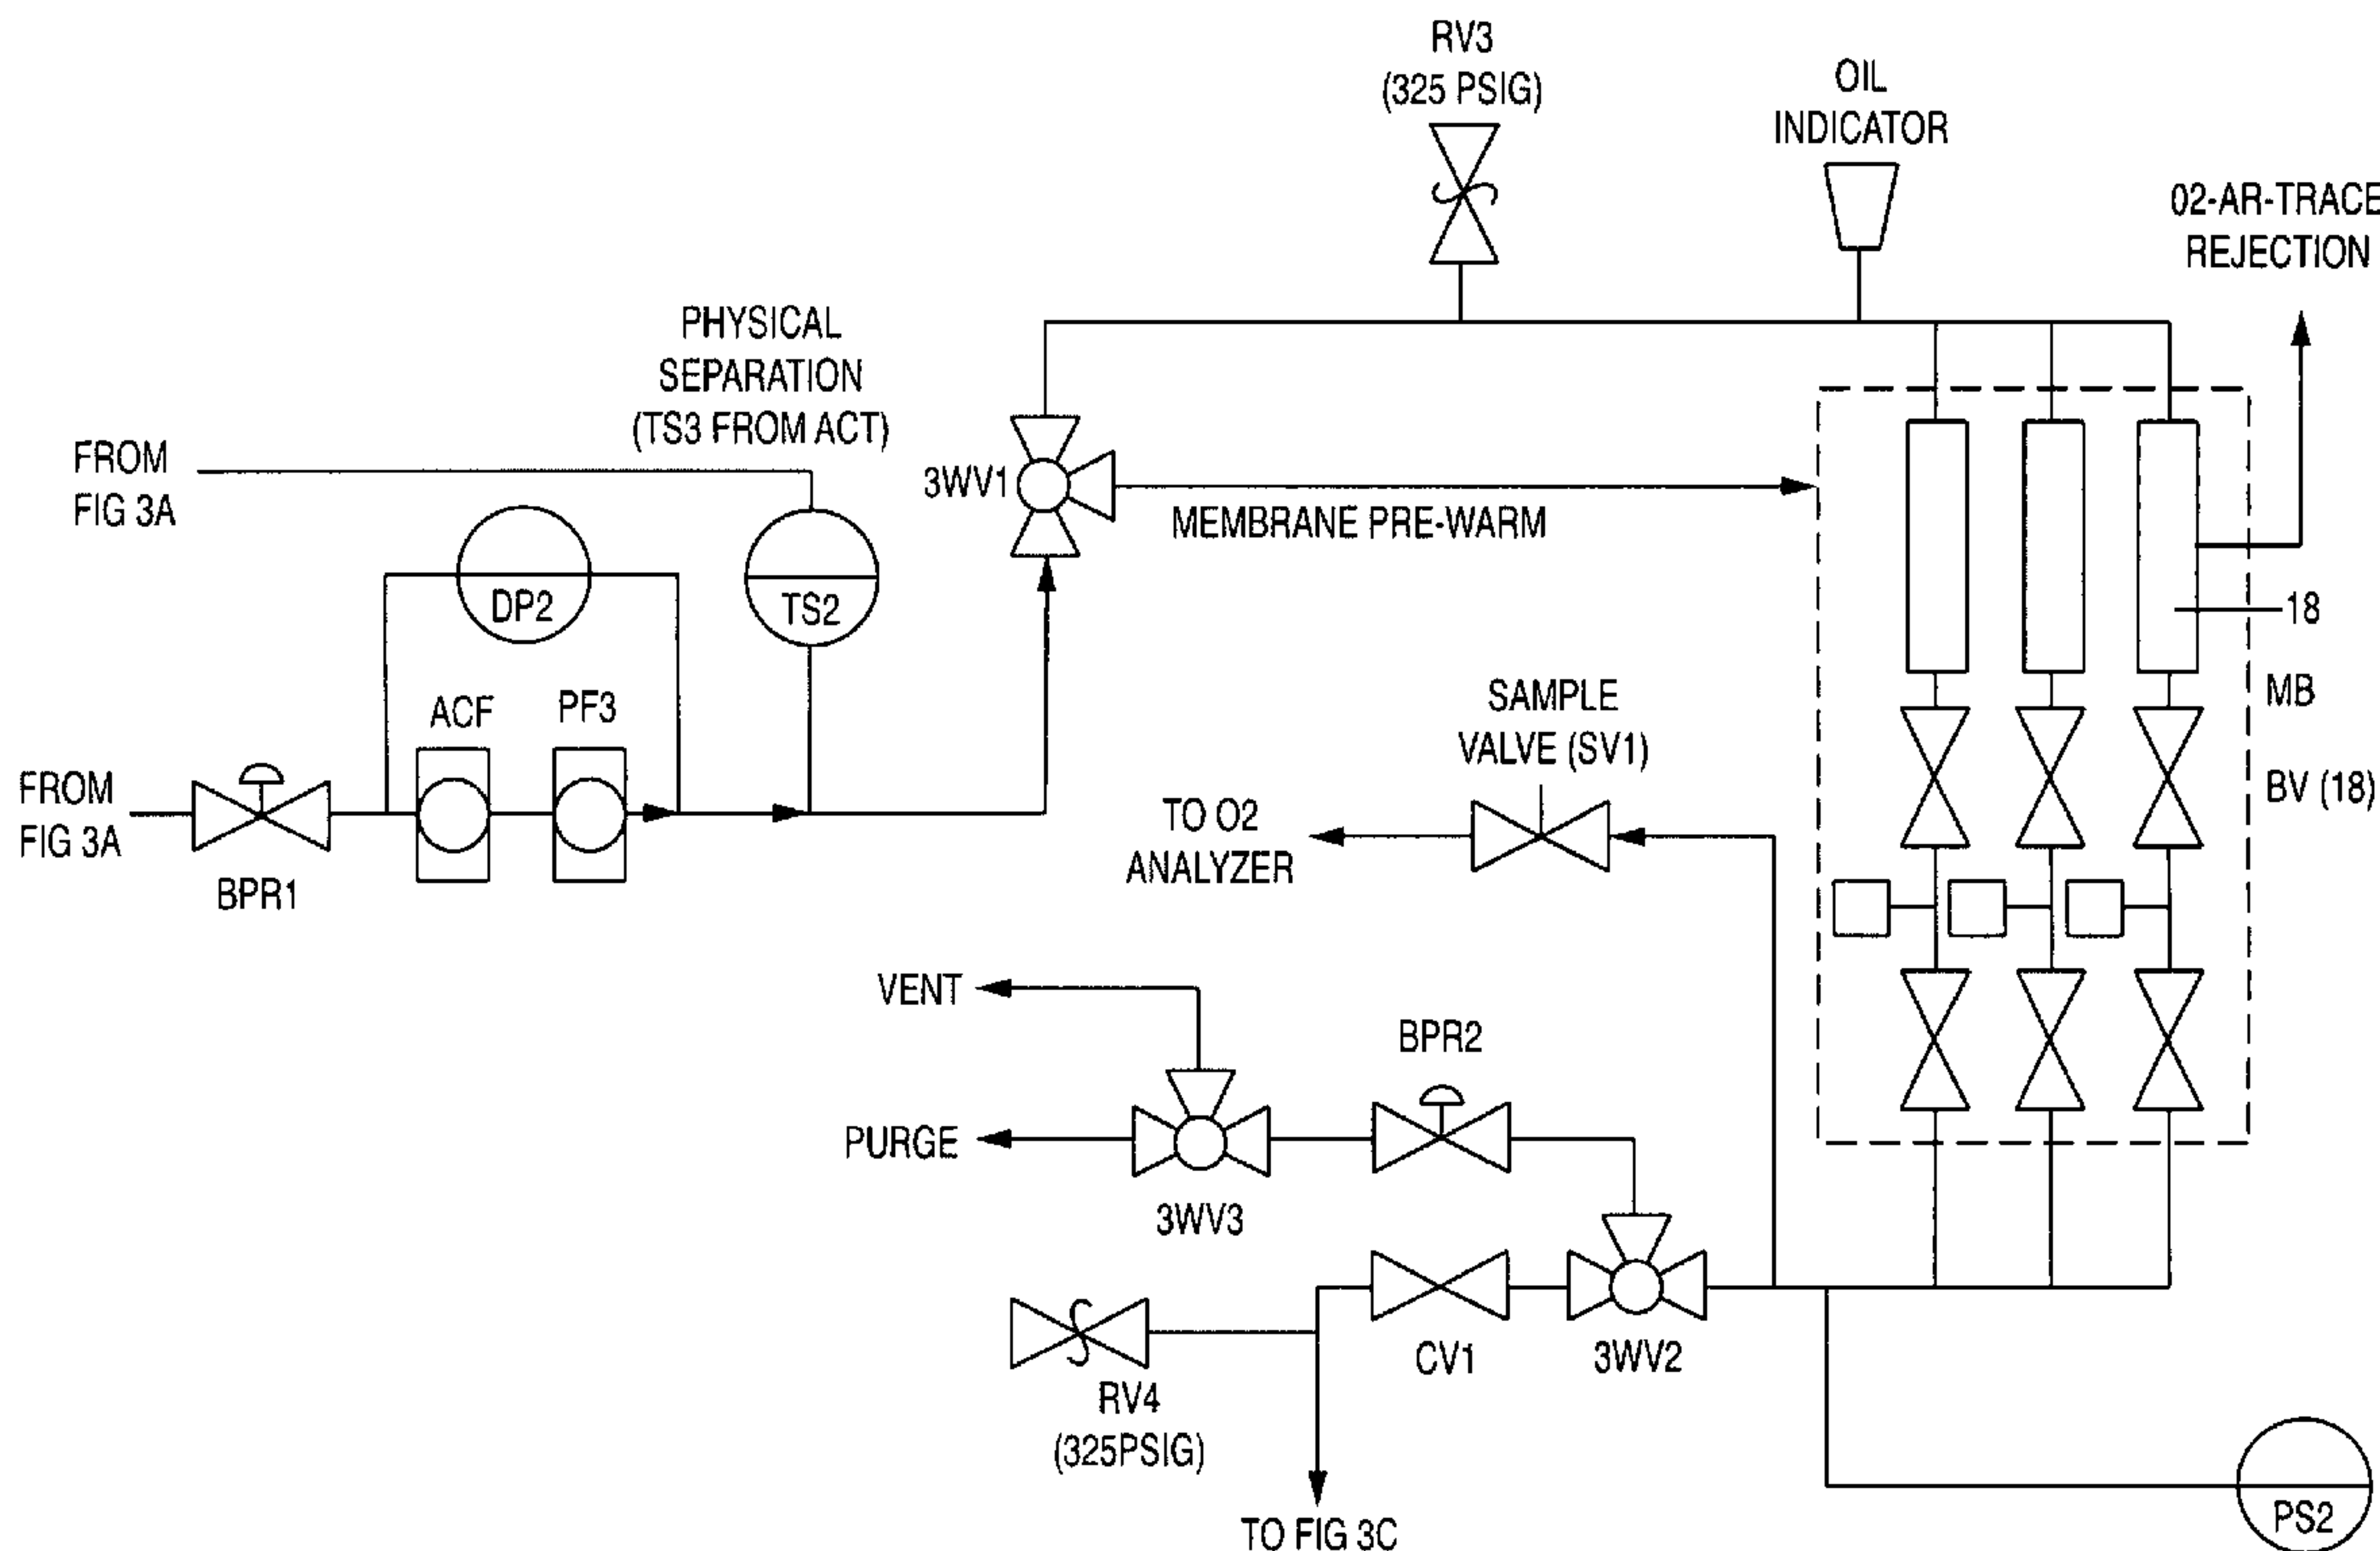 RV3
(325 PSIG)
OIL
INDICATOR
02-AR-TRACE
REJECTION
PHYSICAL
SEPARATION
(TS3 FROM ACT)
FROM
FIG 3A
3WV1
MEMBRANE PRE-WARM
DP2
TS2
18
ACF
PF3
SAMPLE
VALVE (SV1)
MB
BV (18)
FROM
FIG 3A
BPR1
TO O2
ANALYZER
VENT
BPR2
PURGE
3WV3
CV1
3WV2
RV4
(325PSIG)
PS2
TO FIG 3C